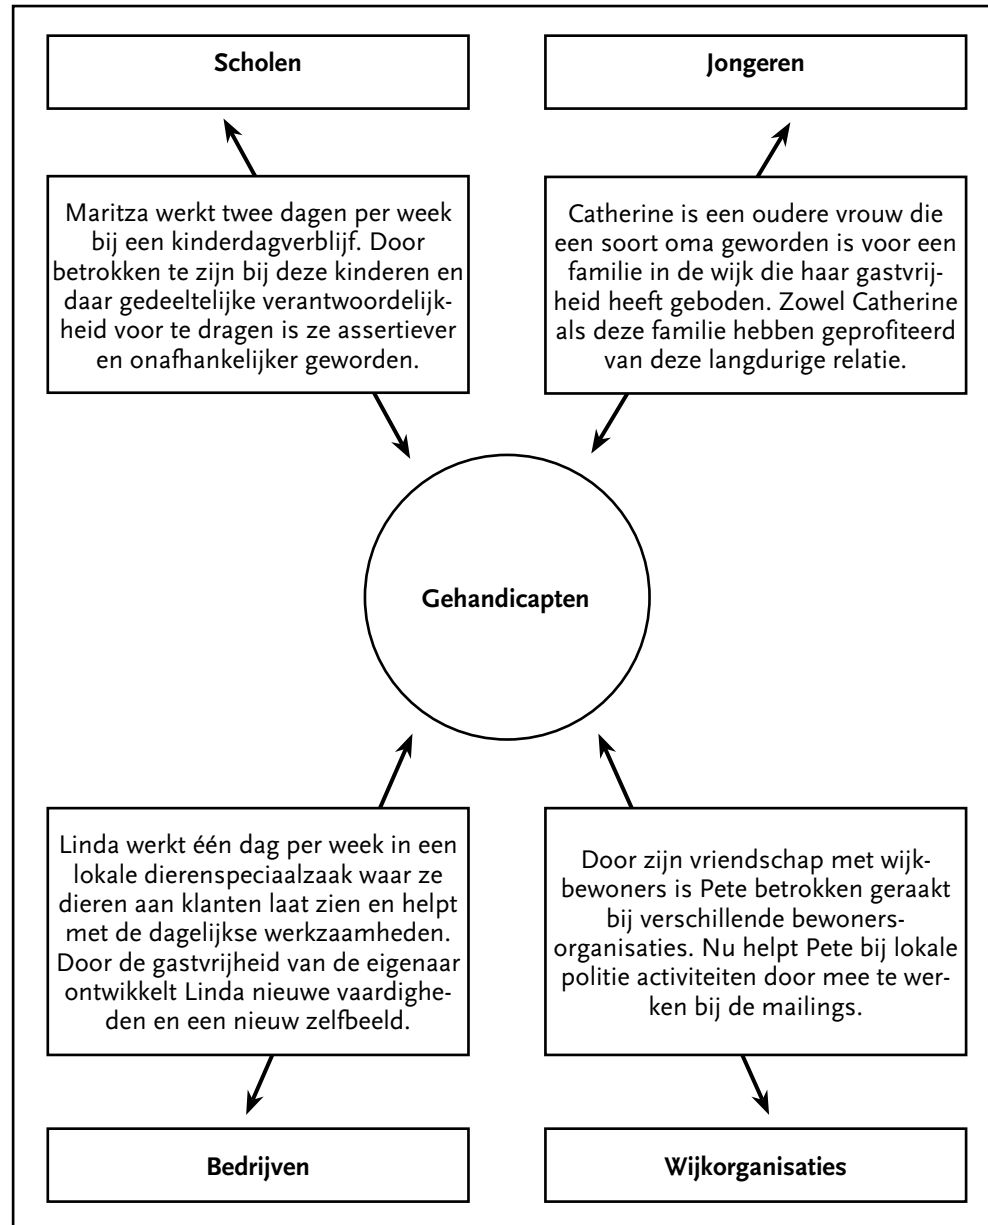 Scholen
Jongeren
Maritza werkt twee dagen per week
bij een kinderdagverblijf. Door
betrokken te zijn bij deze kinderen en
daar gedeeltelijke verantwoordelijk-
heid voor te dragen is ze assertiever
en onafhankelijker geworden.
Catherine is een oudere vrouw die
een soort oma geworden is voor een
familie in de wijk die haar gastvrij-
heid heeft geboden. Zowel Catherine
als deze familie hebben geprofiteerd
van deze langdurige relatie.
Gehandicapten
Linda werkt één dag per week in een
lokale dierenspeciaalzaak waar ze
dieren aan klanten laat zien en helpt
met de dagelijkse werkzaamheden.
Door de gastvrijheid van de eigenaar
ontwikkelt Linda nieuwe vaardighe-
den en een nieuw zelfbeeld.
Door zijn vriendschap met wijk-
bewoners is Pete betrokken geraakt
bij verschillende bewoners-
organisaties. Nu helpt Pete bij lokale
politie activiteiten door mee te wer-
ken bij de mailings.
Bedrijven
Wijkorganisaties